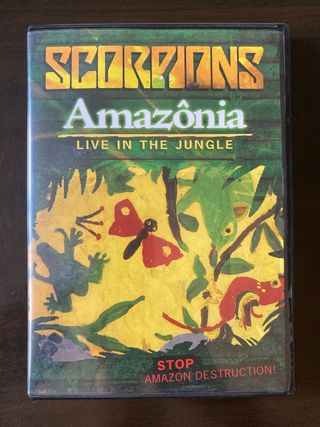 SCORPIONS
Amazônia
LIVE IN THE JUNGLE
STOP
AMAZON DESTRUCTION!